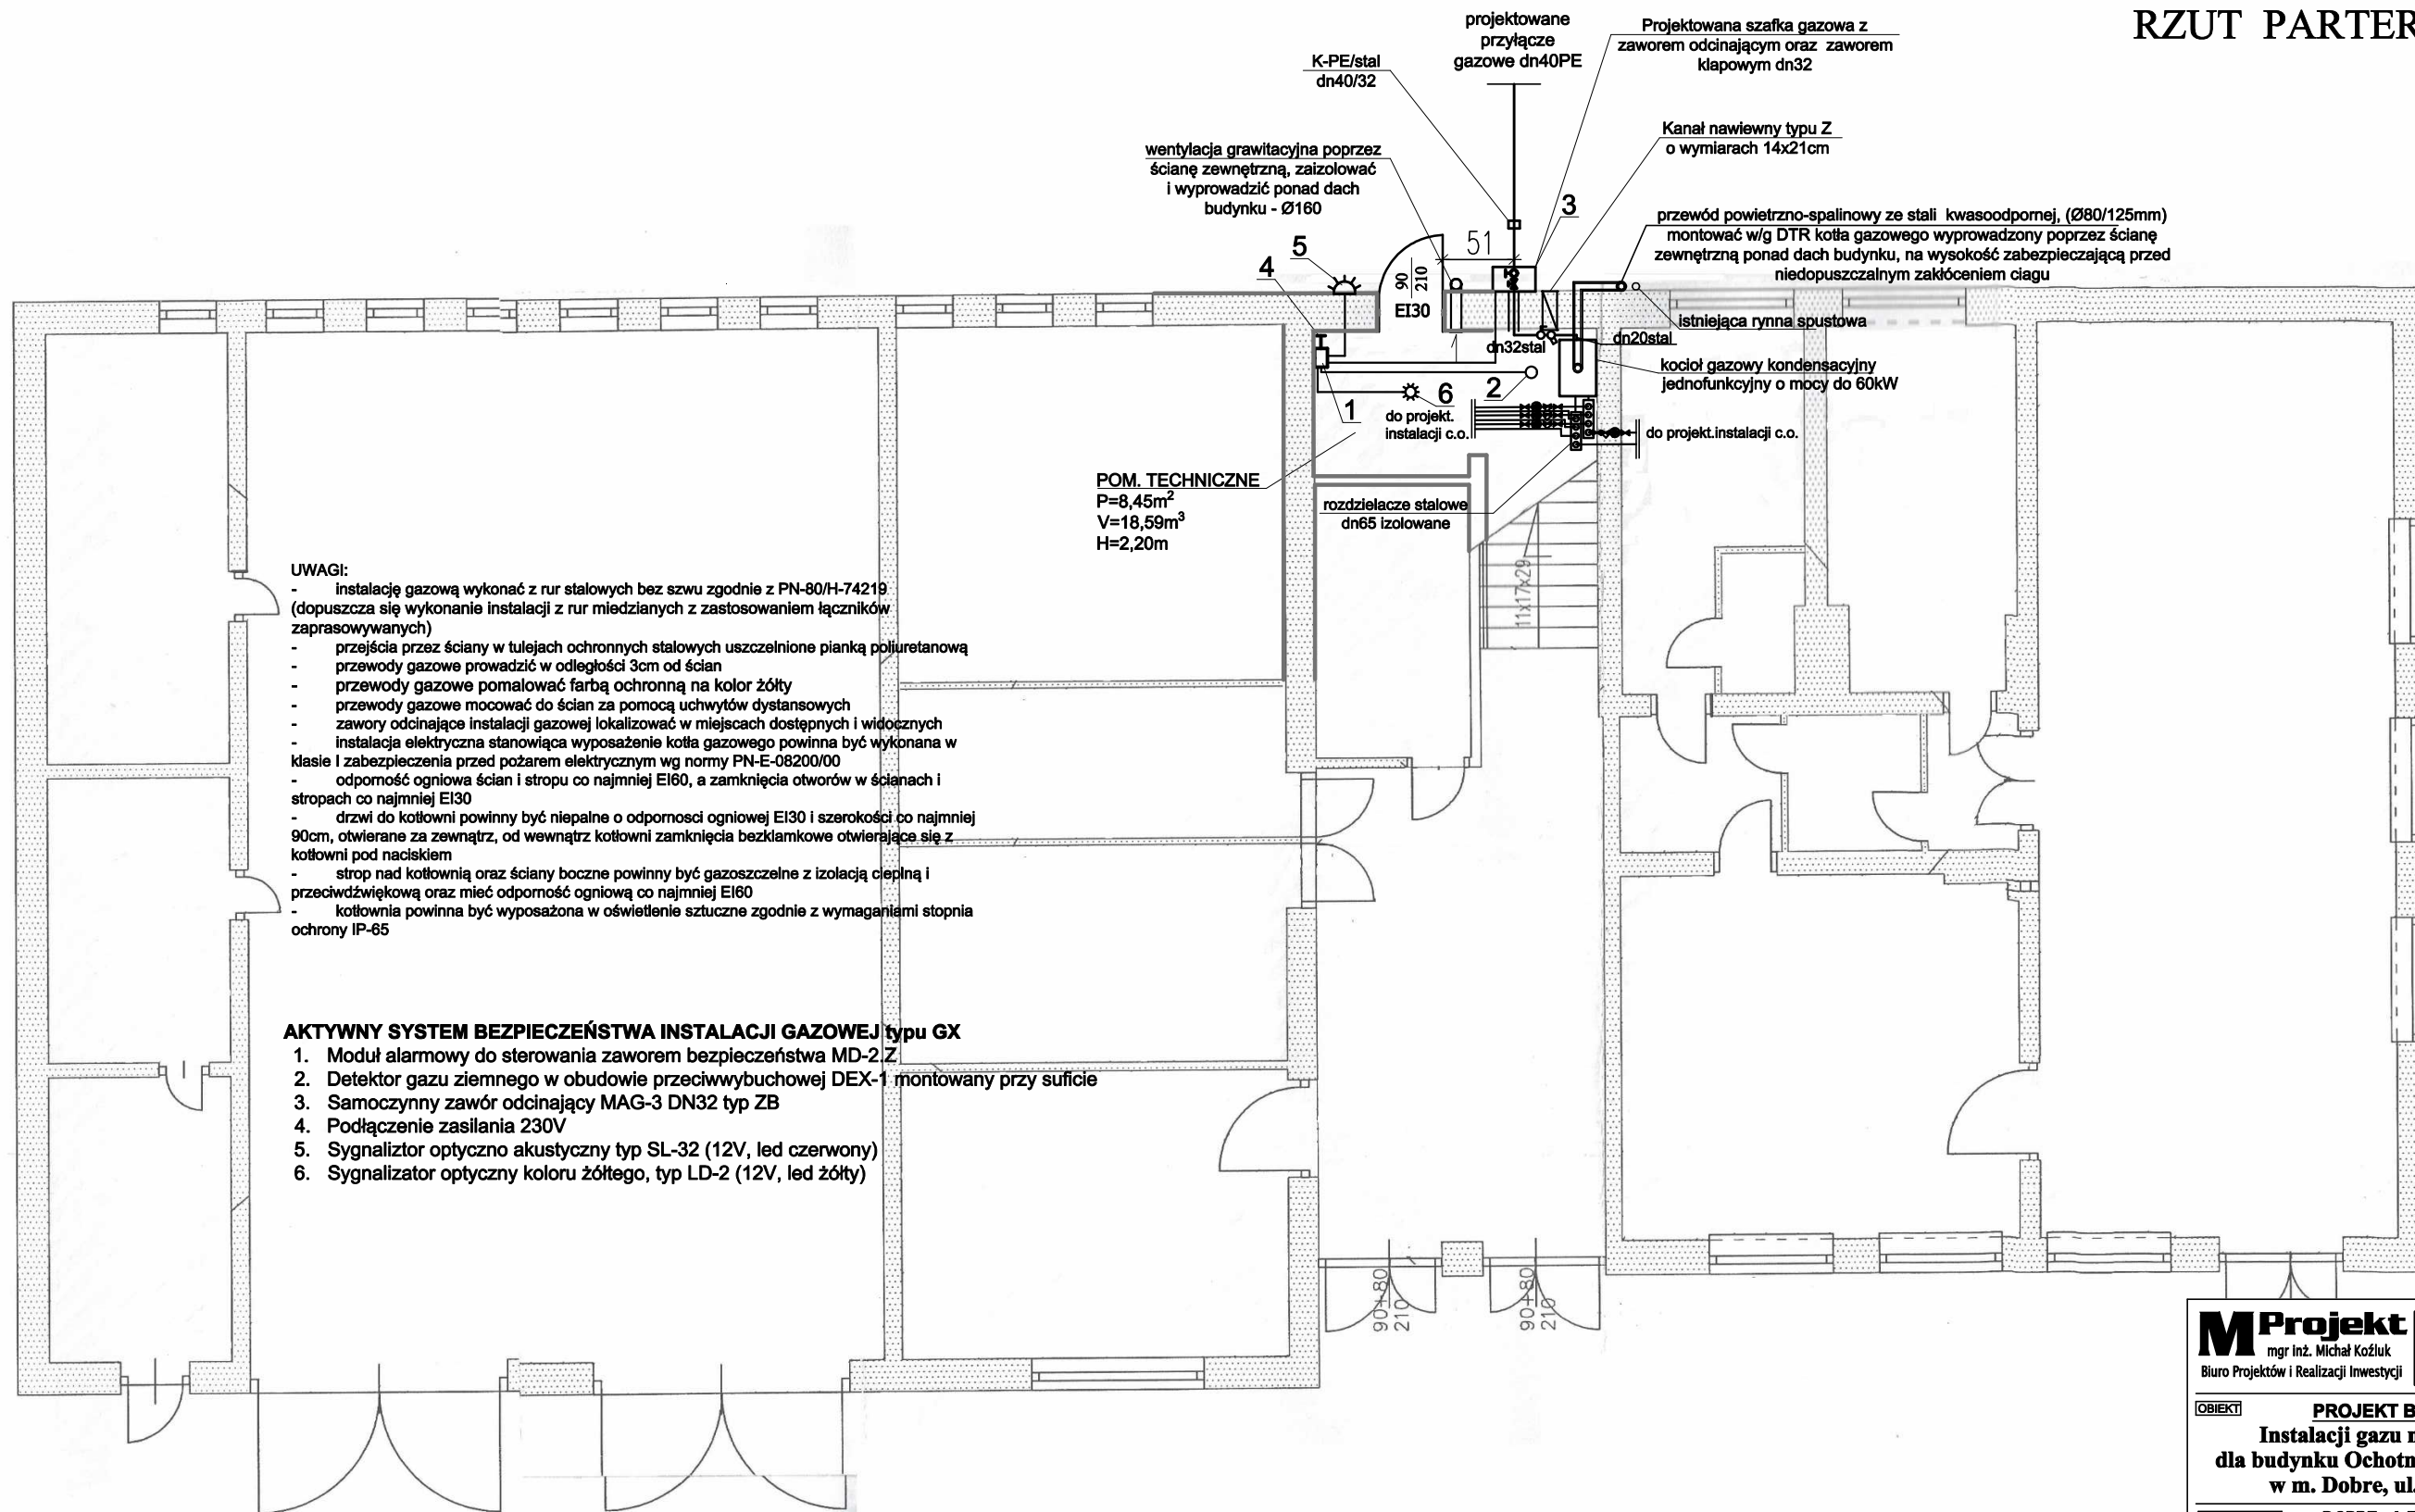 RZUT PARTER
projektowane
przyłącze
gazowe dn40PE
Projektowana szafka gazowa z
zaworem odcinającym oraz zaworem
klapowym dn32
K-PE/stal
dn40/32
Kanał nawiewny typu Z
o wymiarach 14x21cm
wentylacja grawitacyjna poprzez
ścianę zewnętrzną, zaizolować
i wyprowadzić ponad dach
budynku - Ø160
przewód powietrzno-spalinowy ze stali kwasoodpornej, (Ø80/125mm)
montować w/g DTR kotła gazowego wyprowadzony poprzez ścianę
zewnętrzną ponad dach budynku, na wysokość zabezpieczającą przed
niedopuszczalnym zakłóceniem ciagu
3
51
5
4
90
210
EI30
istniejąca rynna spustowa
dn32stal
dn20stal
kocioł gazowy kondensacyjny
jednofunkcyjny o mocy do 60kW
2
6
1
do projekt.
instalacji c.o.
do projekt.instalacji c.o.
POM. TECHNICZNE
P=8,45m²
V=18,59m³
H=2,20m
rozdzielacze stalowe
dn65 izolowane
11x17x29
UWAGI:
- instalację gazową wykonać z rur stalowych bez szwu zgodnie z PN-80/H-74219
(dopuszcza się wykonanie instalacji z rur miedzianych z zastosowaniem łączników
zaprasowywanych)
- przejścia przez ściany w tulejach ochronnych stalowych uszczelnione pianką poliuretanową
- przewody gazowe prowadzić w odległości 3cm od ścian
- przewody gazowe pomalować farbą ochronną na kolor żółty
- przewody gazowe mocować do ścian za pomocą uchwytów dystansowych
- zawory odcinające instalacji gazowej lokalizować w miejscach dostępnych i widocznych
- instalacja elektryczna stanowiąca wyposażenie kotła gazowego powinna być wykonana w
klasie I zabezpieczenia przed pożarem elektrycznym wg normy PN-E-08200/00
- odporność ogniowa ścian i stropu co najmniej EI60, a zamknięcia otworów w ścianach i
stropach co najmniej EI30
- drzwi do kotłowni powinny być niepalne o odpornosci ogniowej EI30 i szerokości co najmniej
90cm, otwierane za zewnątrz, od wewnątrz kotłowni zamknięcia bezklamkowe otwierające się z
kotłowni pod naciskiem
- strop nad kotłownią oraz ściany boczne powinny być gazoszczelne z izolacją cieplną i
przeciwdźwiękową oraz mieć odporność ogniową co najmniej EI60
- kotłownia powinna być wyposażona w oświetlenie sztuczne zgodnie z wymaganiami stopnia
ochrony IP-65
AKTYWNY SYSTEM BEZPIECZEŃSTWA INSTALACJI GAZOWEJ typu GX
1. Moduł alarmowy do sterowania zaworem bezpieczeństwa MD-2.Z
2. Detektor gazu ziemnego w obudowie przeciwwybuchowej DEX-1 montowany przy suficie
3. Samoczynny zawór odcinający MAG-3 DN32 typ ZB
4. Podłączenie zasilania 230V
5. Sygnaliztor optyczno akustyczny typ SL-32 (12V, led czerwony)
6. Sygnalizator optyczny koloru żółtego, typ LD-2 (12V, led żółty)
90+80
210
90+80
210
M Projekt
mgr inż. Michał Koźluk
Biuro Projektów i Realizacji Inwestycji
OBIEKT
PROJEKT B
Instalacji gazu n
dla budynku Ochotn
w m. Dobre, ul.